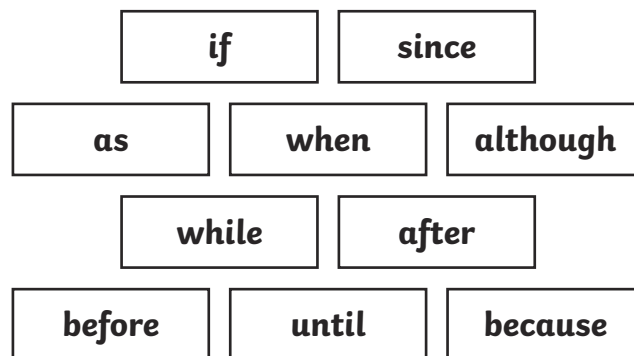 if since
as when although
while after
before until because